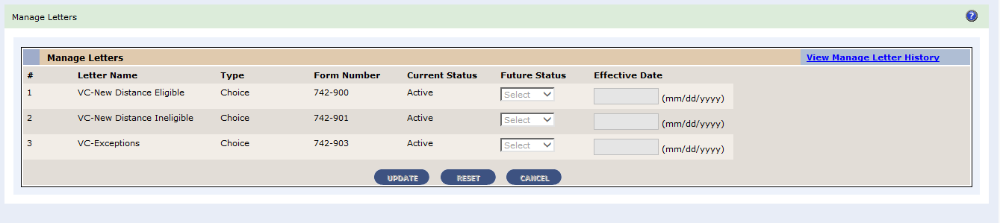 Manage Letters
?
Manage Letters View Manage Letter History
# Letter Name Type Form Number Current Status Future Status Effective Date
1 VC-New Distance Eligible Choice 742-900 Active Select (mm/dd/yyyy)
2 VC-New Distance Ineligible Choice 742-901 Active Select (mm/dd/yyyy)
3 VC-Exceptions Choice 742-903 Active Select (mm/dd/yyyy)
UPDATE RESET CANCEL